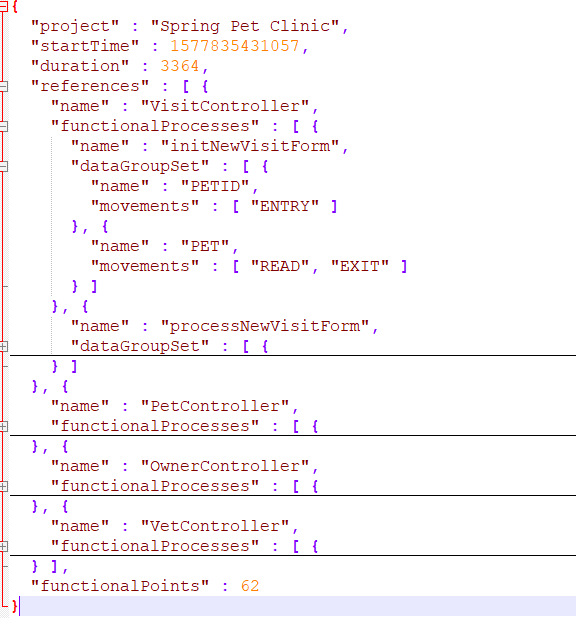 {
"project" : "Spring Pet Clinic",
"startTime" : 1577835431057,
"duration" : 3364,
"references" : [ {
"name" : "VisitController",
"functionalProcesses" : [ {
"name" : "initNewVisitForm",
"dataGroupSet" : [ {
"name" : "PETID",
"movements" : [ "ENTRY" ]
}, {
"name" : "PET",
"movements" : [ "READ", "EXIT" ]
} ]
}, {
"name" : "processNewVisitForm",
"dataGroupSet" : [ {
} ]
}, {
"name" : "PetController",
"functionalProcesses" : [ {
}, {
"name" : "OwnerController",
"functionalProcesses" : [ {
}, {
"name" : "VetController",
"functionalProcesses" : [ {
} ],
"functionalPoints" : 62
}